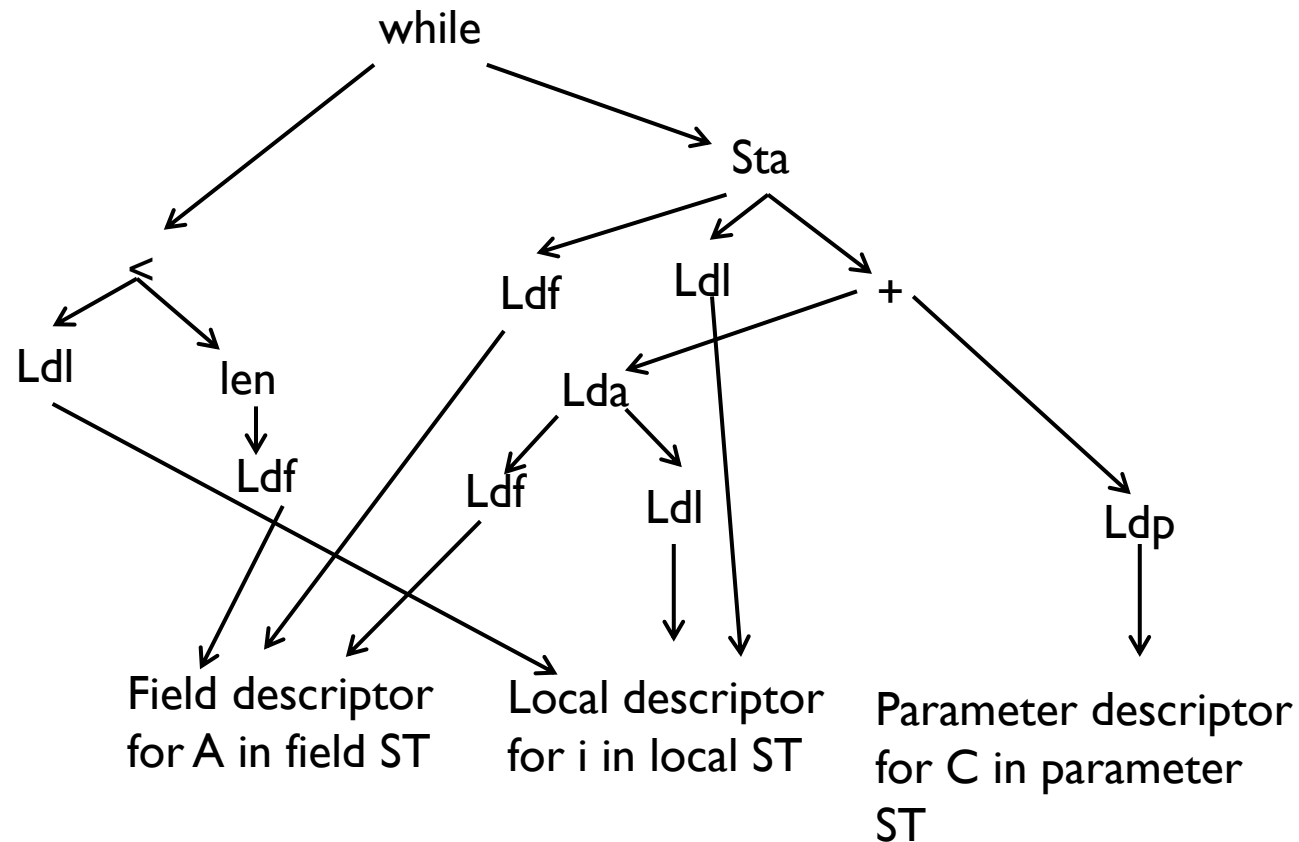 while
Sta
<
Ldf
Ldl
+
Ldl
len
Lda
Ldf
Ldf
Ldl
Ldp
Field descriptor
for A in field ST
Local descriptor
for i in local ST
Parameter descriptor
for C in parameter
ST